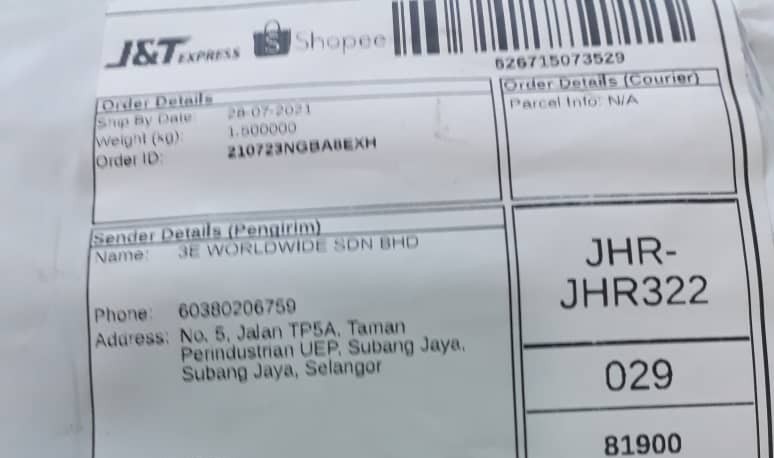 J&T EXPRESS Shopee
626715073529
Order Details
Ship By Date: 28-07-2021
Weight (kg): 1.500000
Order ID: 210723NGBA8EXH
Order Details (Courier)
Parcel Info: N/A
Sender Details (Pengirim)
Name: 3E WORLDWIDE SDN BHD
Phone: 60380206759
Address: No. 5, Jalan TP5A, Taman
Perindustrian UEP, Subang Jaya,
Subang Jaya, Selangor
JHR-
JHR322
029
81900